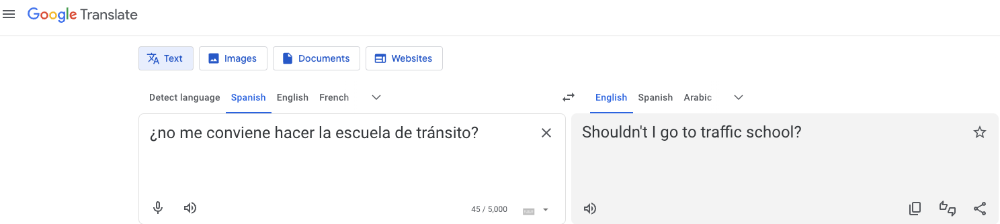 Google Translate
Text Images Documents Websites
Detect language Spanish English French English Spanish Arabic
¿no me conviene hacer la escuela de tránsito?
Shouldn't I go to traffic school?
45 / 5,000